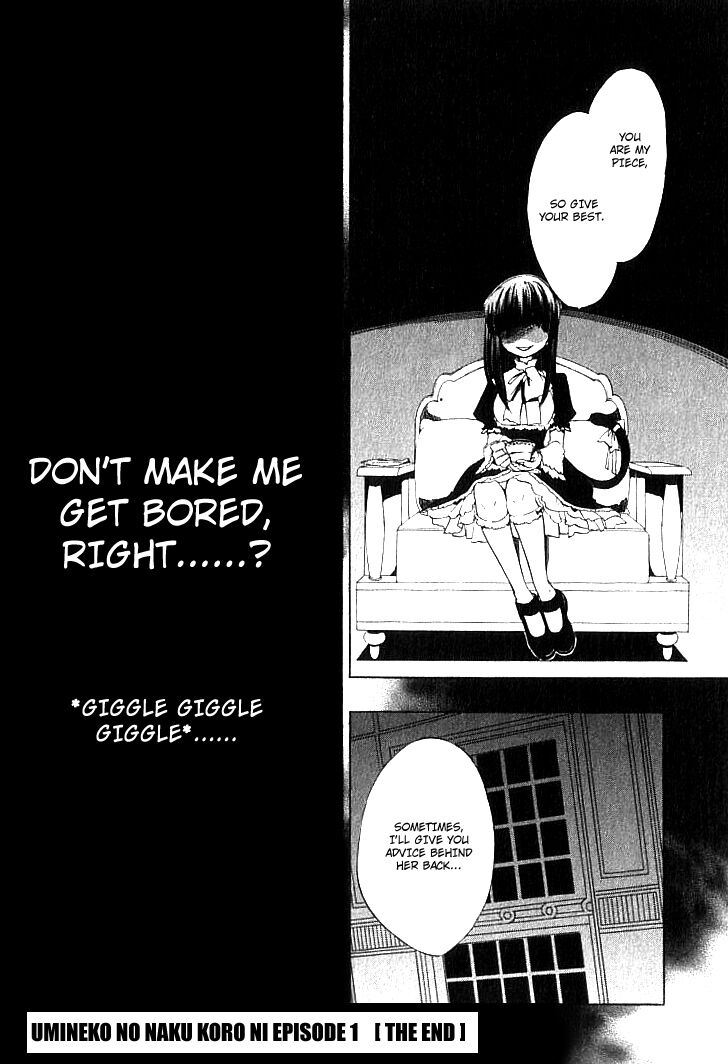 YOU
ARE MY
PIECE,
SO GIVE
YOUR BEST.
SOMETIMES,
I'LL GIVE YOU
ADVICE BEHIND
HER BACK...
DON'T MAKE ME
GET BORED,
RIGHT......?
*GIGGLE GIGGLE
GIGGLE*......
UMINEKO NO NAKU KORO NI EPISODE 1 [ THE END ]